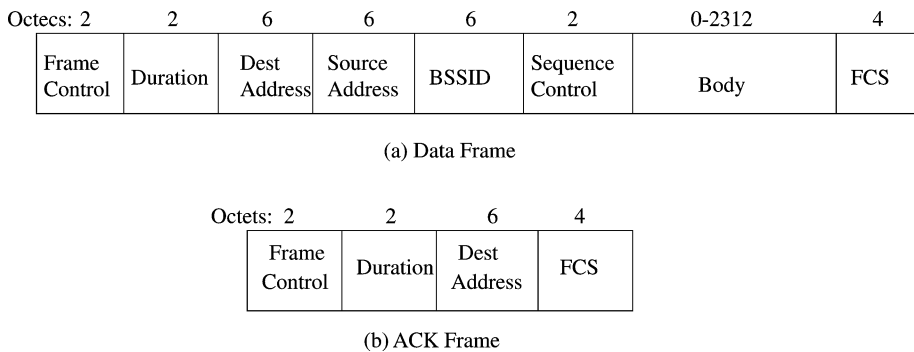 Octecs: 2 2 6 6 6 2 0-2312 4
Frame Control Duration Dest Address Source Address BSSID Sequence Control Body FCS
(a) Data Frame
Octets: 2 2 6 4
Frame Control Duration Dest Address FCS
(b) ACK Frame